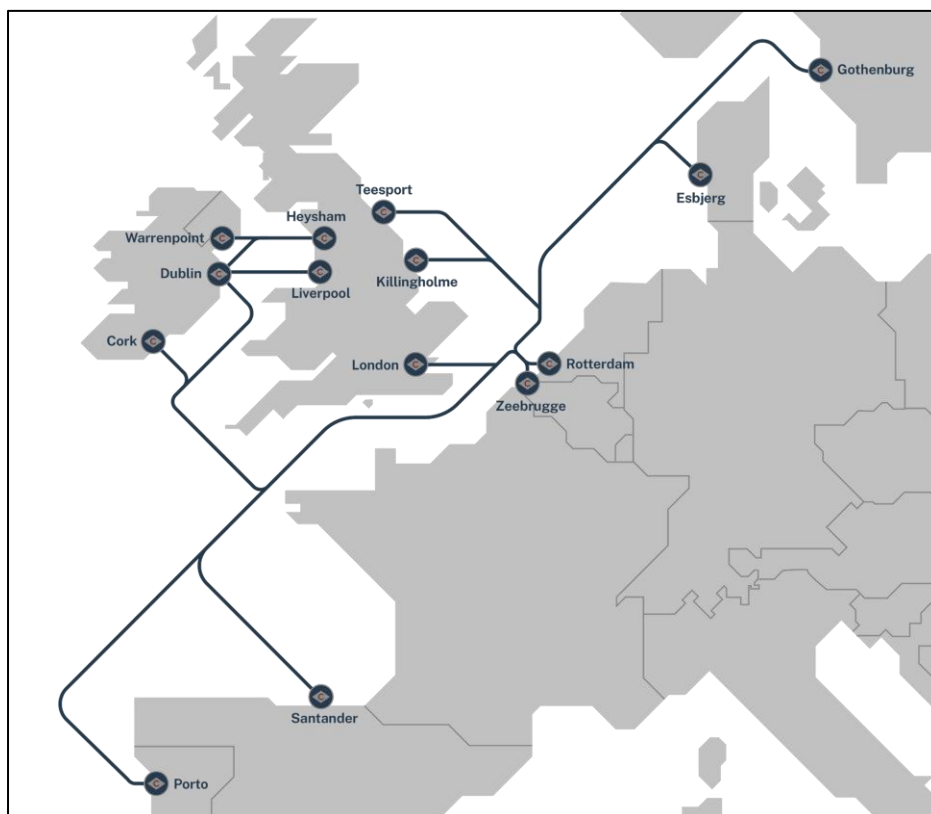 Gothenburg
Esbjerg
Teesport
Heysham
Warrenpoint
Dublin
Killingholme
Liverpool
Cork
London
Rotterdam
Zeebrugge
Santander
Porto